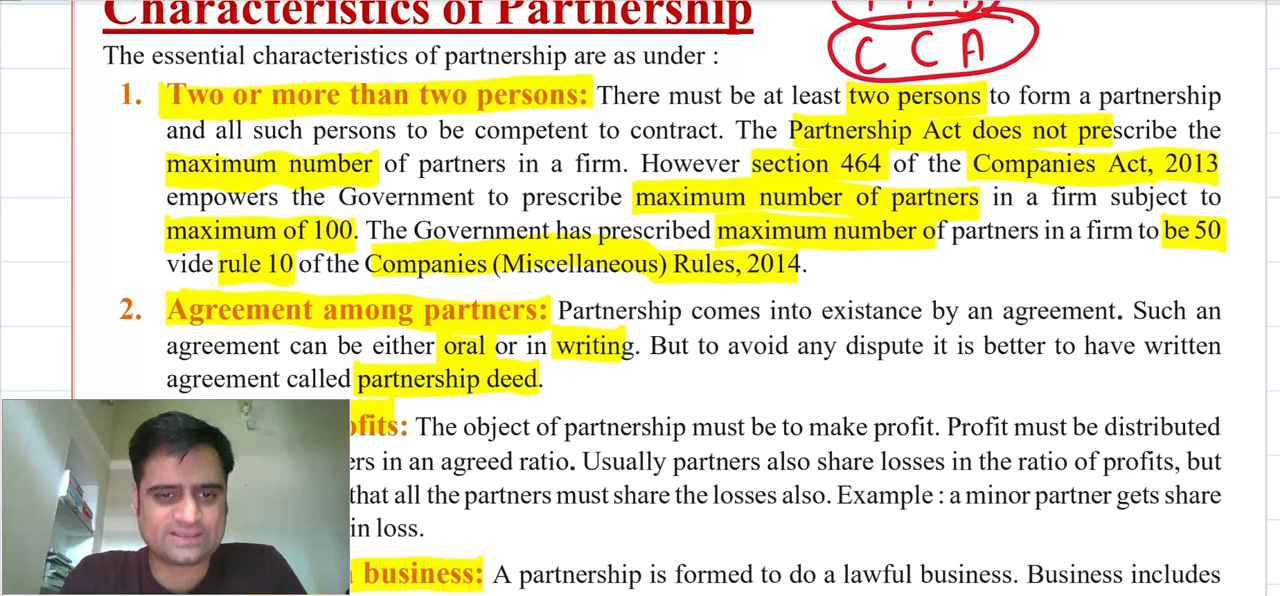 Characteristics of Partnership
C C A
The essential characteristics of partnership are as under :
1. Two or more than two persons: There must be at least two persons to form a partnership
and all such persons to be competent to contract. The Partnership Act does not prescribe the
maximum number of partners in a firm. However section 464 of the Companies Act, 2013
empowers the Government to prescribe maximum number of partners in a firm subject to
maximum of 100. The Government has prescribed maximum number of partners in a firm to be 50
vide rule 10 of the Companies (Miscellaneous) Rules, 2014.
2. Agreement among partners: Partnership comes into existance by an agreement. Such an
agreement can be either oral or in writing. But to avoid any dispute it is better to have written
agreement called partnership deed.
ofits: The object of partnership must be to make profit. Profit must be distributed
ers in an agreed ratio. Usually partners also share losses in the ratio of profits, but
that all the partners must share the losses also. Example : a minor partner gets share
in loss.
business: A partnership is formed to do a lawful business. Business includes